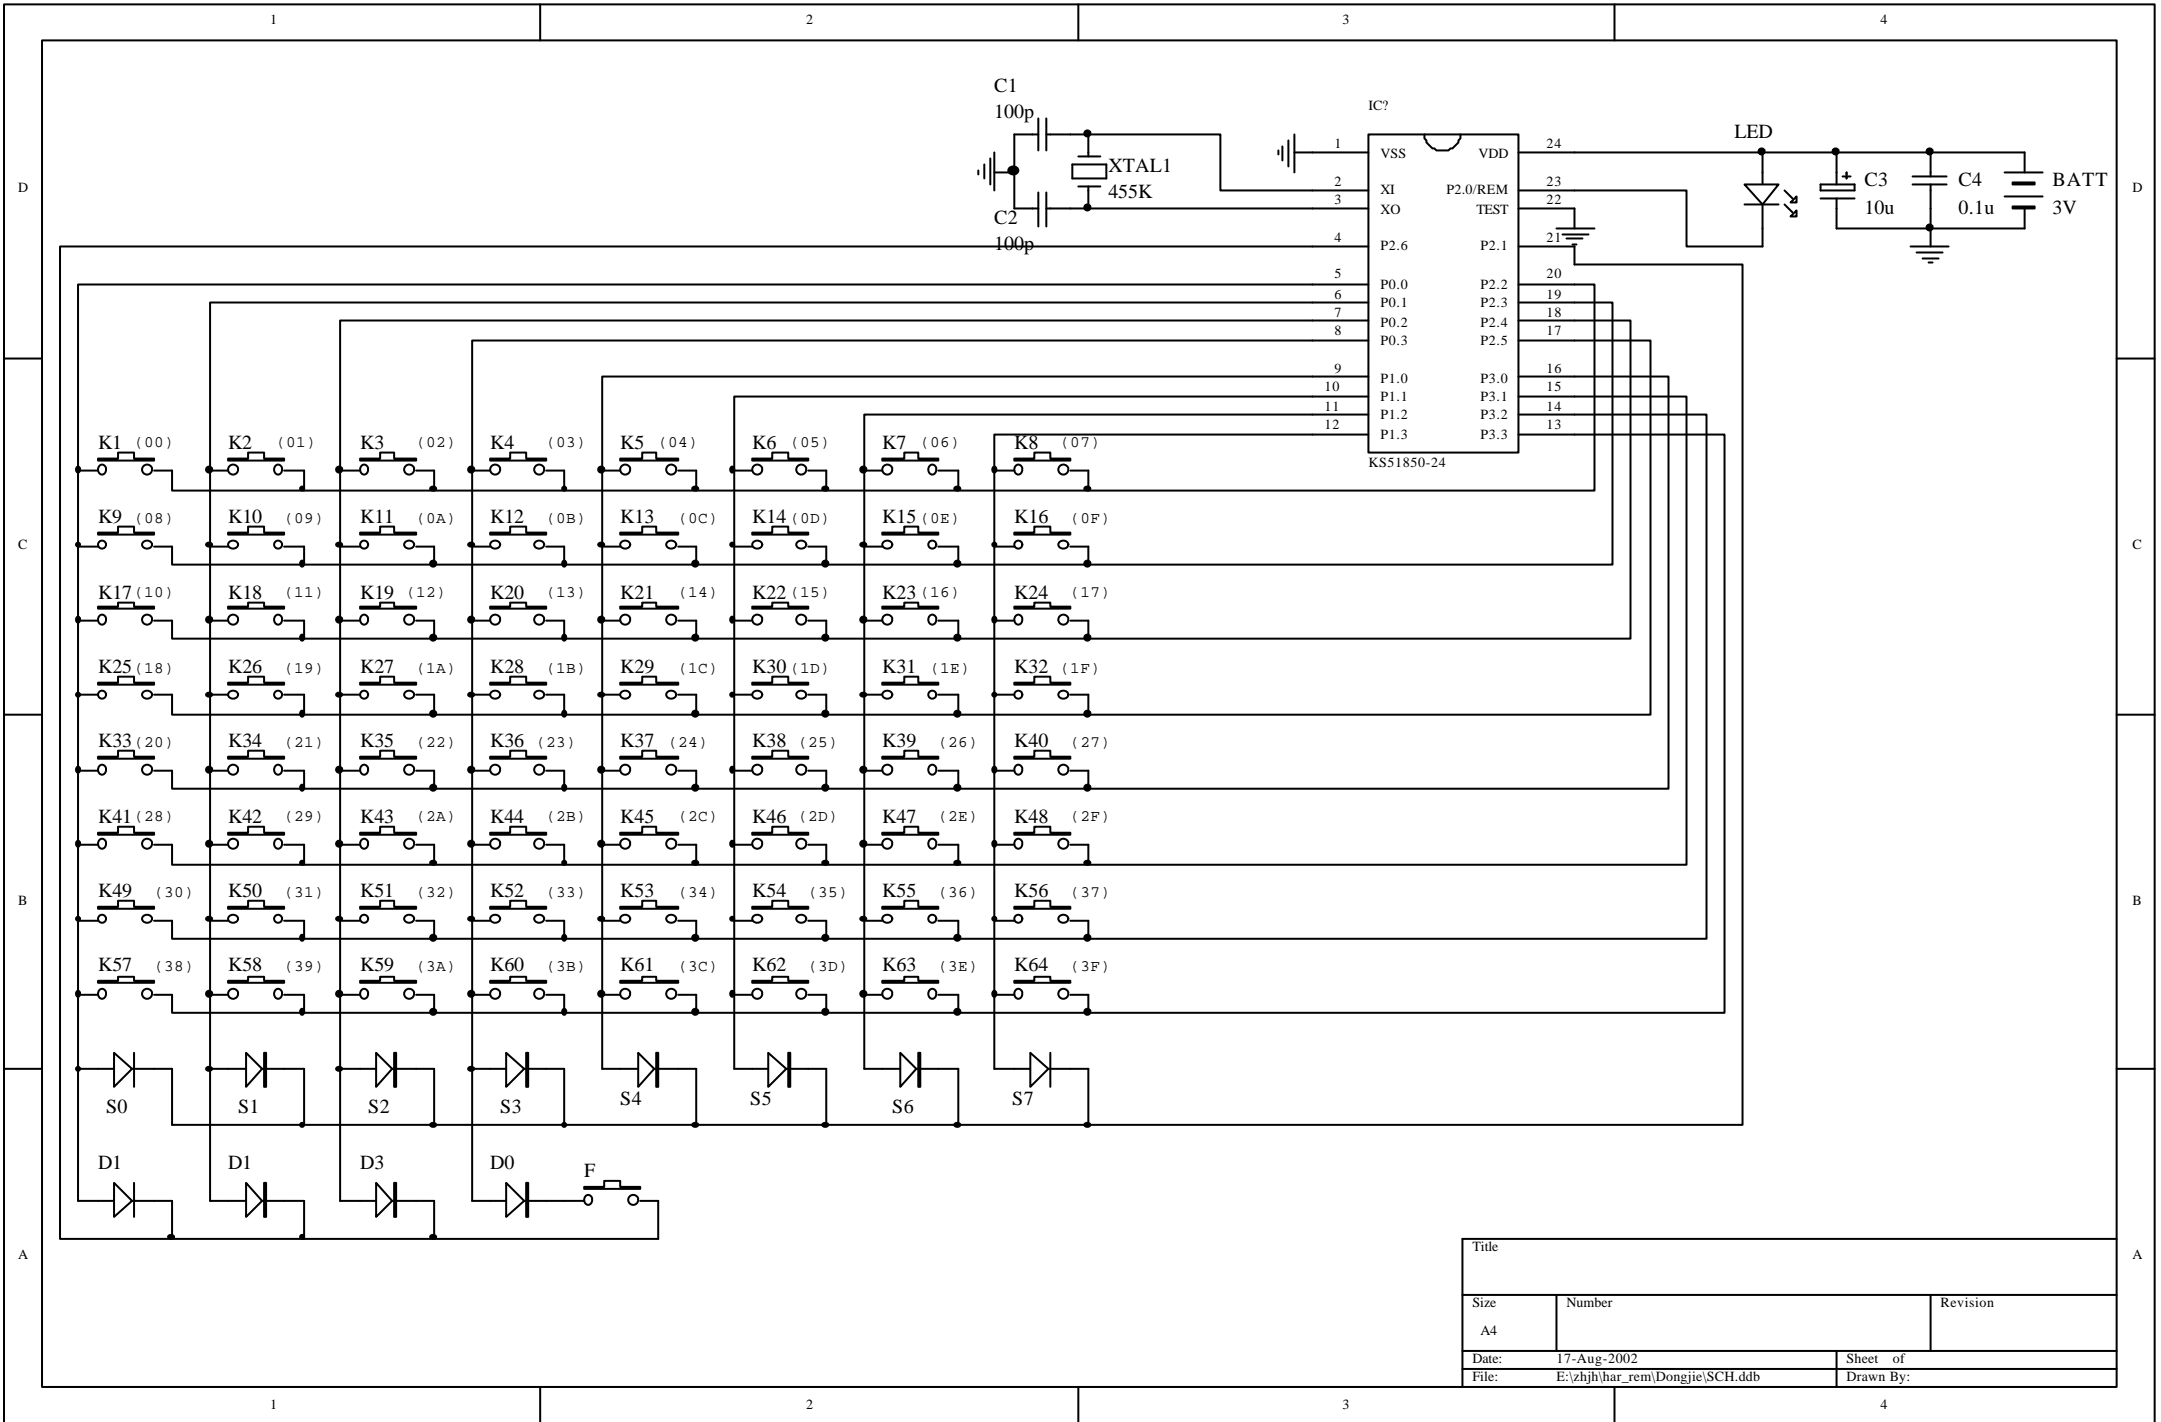 1 2 3 4
C1
100p
IC?
LED
1 VSS VDD 24
D XTAL1 2 XI P2.0/REM 23 C3 C4 BATT D
455K 3 XO TEST 22 10u 0.1u 3V
+
C2
100p
4 P2.6 P2.1 21
5 P0.0 P2.2 20
6 P0.1 P2.3 19
7 P0.2 P2.4 18
8 P0.3 P2.5 17
9 P1.0 P3.0 16
10 P1.1 P3.1 15
11 P1.2 P3.2 14
12 P1.3 P3.3 13
KS51850-24
K1 (00) K2 (01) K3 (02) K4 (03) K5 (04) K6 (05) K7 (06) K8 (07)
K9 (08) K10 (09) K11 (0A) K12 (0B) K13 (0C) K14 (0D) K15 (0E) K16 (0F)
C C
K17 (10) K18 (11) K19 (12) K20 (13) K21 (14) K22 (15) K23 (16) K24 (17)
K25 (18) K26 (19) K27 (1A) K28 (1B) K29 (1C) K30 (1D) K31 (1E) K32 (1F)
K33 (20) K34 (21) K35 (22) K36 (23) K37 (24) K38 (25) K39 (26) K40 (27)
K41 (28) K42 (29) K43 (2A) K44 (2B) K45 (2C) K46 (2D) K47 (2E) K48 (2F)
K49 (30) K50 (31) K51 (32) K52 (33) K53 (34) K54 (35) K55 (36) K56 (37)
B B
K57 (38) K58 (39) K59 (3A) K60 (3B) K61 (3C) K62 (3D) K63 (3E) K64 (3F)
S0 S1 S2 S3 S4 S5 S6 S7
D1 D1 D3 D0 F
A A
Title
Size Number Revision
A4
Date: 17-Aug-2002 Sheet of
File: E:\zhjh\har_rem\Dongjie\SCH.ddb Drawn By:
1 2 3 4